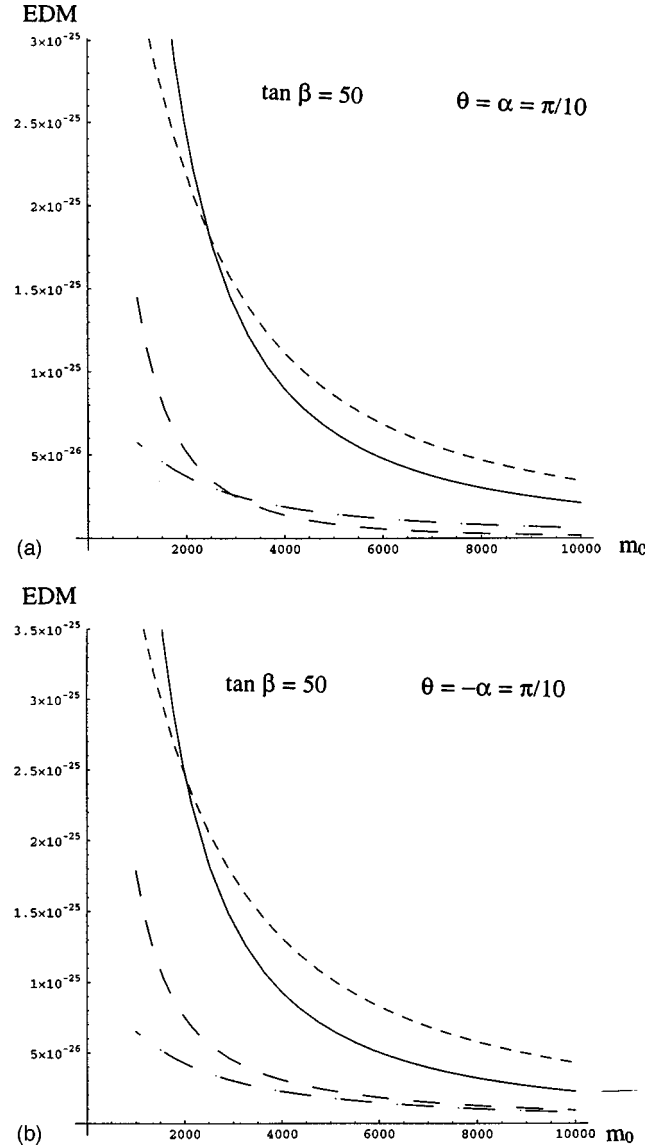 EDM
3×10⁻²⁵
tan β = 50 θ = α = π/10
2.5×10⁻²⁵
2×10⁻²⁵
1.5×10⁻²⁵
1×10⁻²⁵
5×10⁻²⁶
(a)
2000 4000 6000 8000 10000 m₀
EDM
3.5×10⁻²⁵
tan β = 50 θ = −α = π/10
3×10⁻²⁵
2.5×10⁻²⁵
2×10⁻²⁵
1.5×10⁻²⁵
1×10⁻²⁵
5×10⁻²⁶
(b)
2000 4000 6000 8000 10000 m₀